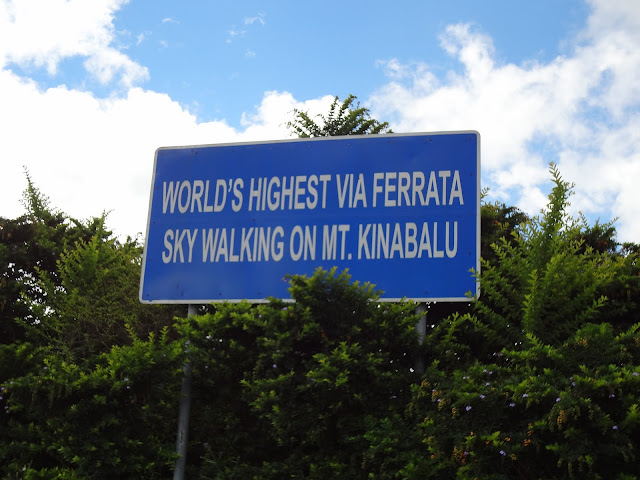 WORLD'S HIGHEST VIA FERRATA
SKY WALKING ON MT. KINABALU